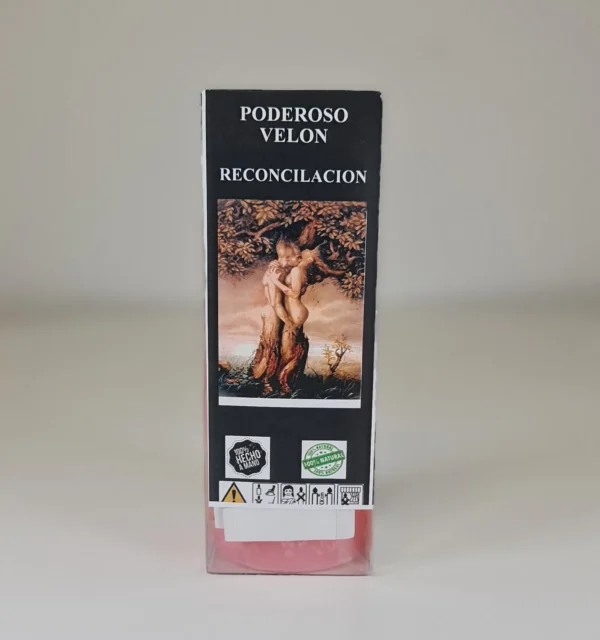 PODEROSO
VELON
RECONCILACION
100%
HECHO
A MANO
100% NATURAL